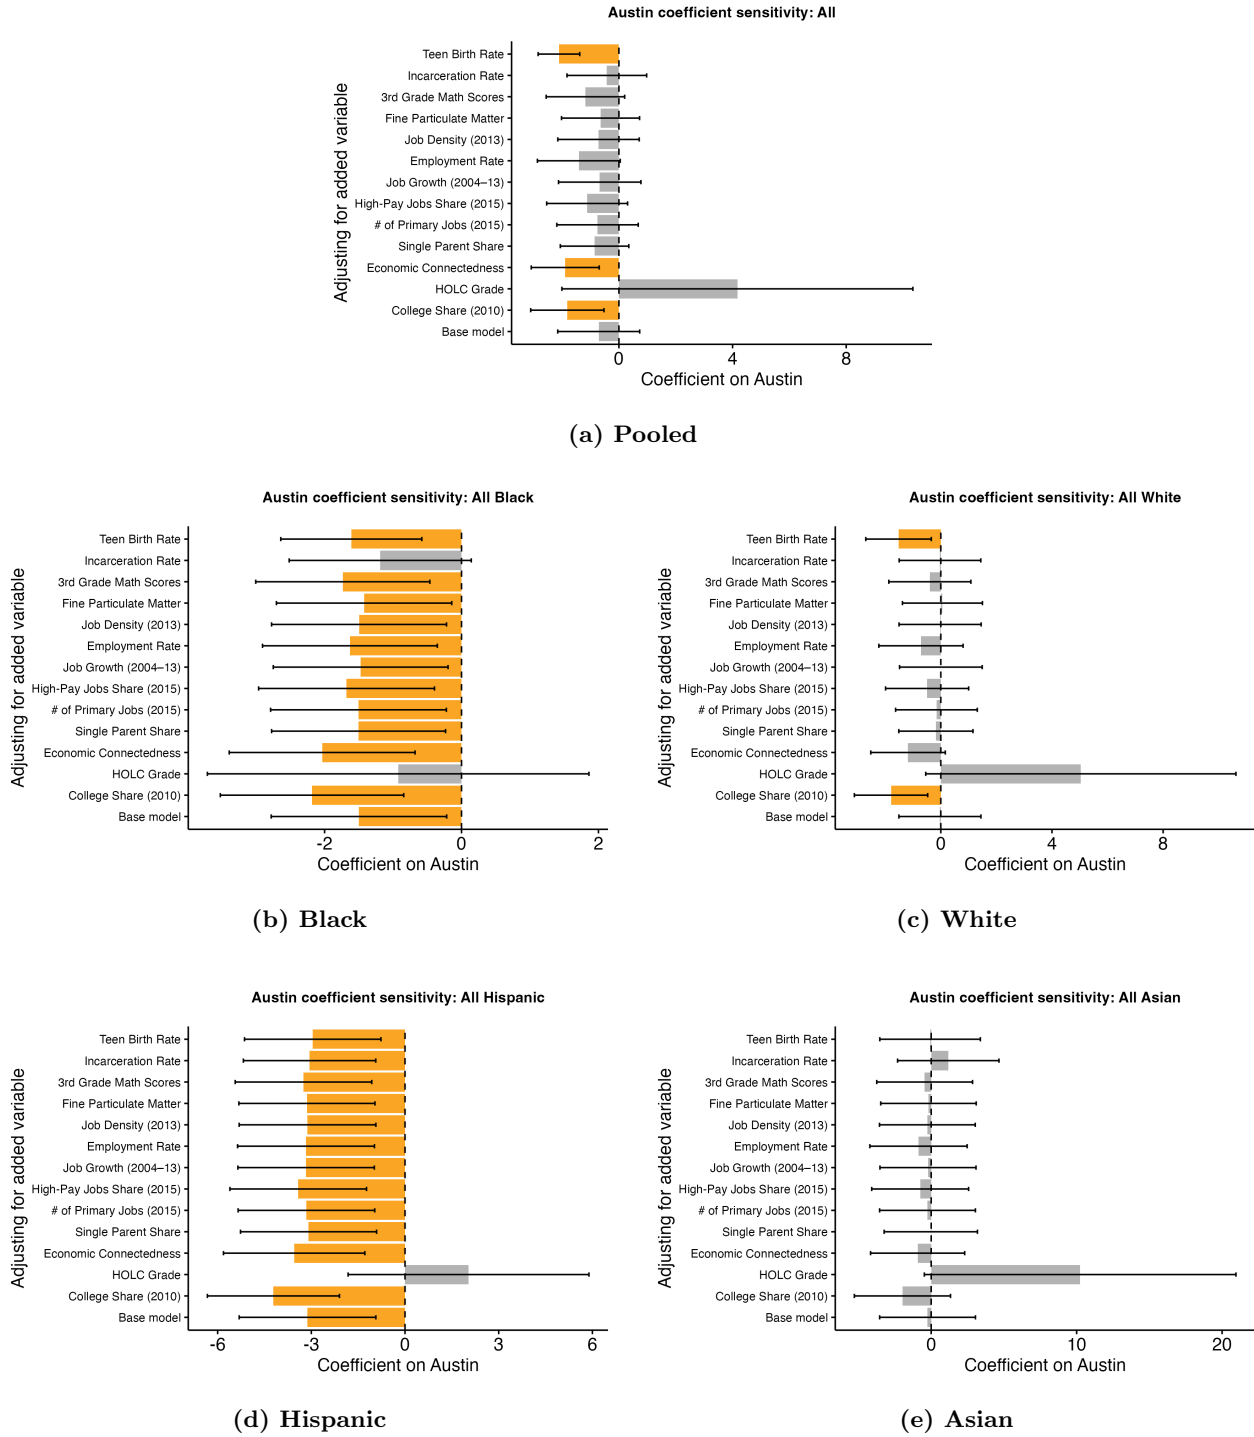 Austin coefficient sensitivity: All
Adjusting for added variable
Teen Birth Rate
Incarceration Rate
3rd Grade Math Scores
Fine Particulate Matter
Job Density (2013)
Employment Rate
Job Growth (2004–13)
High-Pay Jobs Share (2015)
# of Primary Jobs (2015)
Single Parent Share
Economic Connectedness
HOLC Grade
College Share (2010)
Base model
0 4 8
Coefficient on Austin
(a) Pooled
Austin coefficient sensitivity: All Black
Adjusting for added variable
Teen Birth Rate
Incarceration Rate
3rd Grade Math Scores
Fine Particulate Matter
Job Density (2013)
Employment Rate
Job Growth (2004–13)
High-Pay Jobs Share (2015)
# of Primary Jobs (2015)
Single Parent Share
Economic Connectedness
HOLC Grade
College Share (2010)
Base model
-2 0 2
Coefficient on Austin
(b) Black
Austin coefficient sensitivity: All White
Adjusting for added variable
Teen Birth Rate
Incarceration Rate
3rd Grade Math Scores
Fine Particulate Matter
Job Density (2013)
Employment Rate
Job Growth (2004–13)
High-Pay Jobs Share (2015)
# of Primary Jobs (2015)
Single Parent Share
Economic Connectedness
HOLC Grade
College Share (2010)
Base model
0 4 8
Coefficient on Austin
(c) White
Austin coefficient sensitivity: All Hispanic
Adjusting for added variable
Teen Birth Rate
Incarceration Rate
3rd Grade Math Scores
Fine Particulate Matter
Job Density (2013)
Employment Rate
Job Growth (2004–13)
High-Pay Jobs Share (2015)
# of Primary Jobs (2015)
Single Parent Share
Economic Connectedness
HOLC Grade
College Share (2010)
Base model
-6 -3 0 3 6
Coefficient on Austin
(d) Hispanic
Austin coefficient sensitivity: All Asian
Adjusting for added variable
Teen Birth Rate
Incarceration Rate
3rd Grade Math Scores
Fine Particulate Matter
Job Density (2013)
Employment Rate
Job Growth (2004–13)
High-Pay Jobs Share (2015)
# of Primary Jobs (2015)
Single Parent Share
Economic Connectedness
HOLC Grade
College Share (2010)
Base model
0 10 20
Coefficient on Austin
(e) Asian